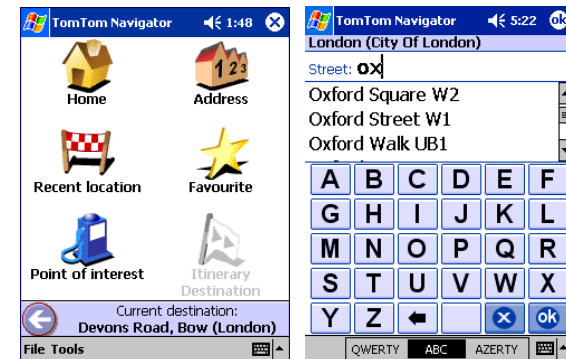 TomTom Navigator 1:48
Home Address
123
Recent location Favourite
Point of interest Itinerary
Destination
Current destination:
Devons Road, Bow (London)
File Tools
TomTom Navigator 5:22 ok
London (City Of London)
Street: ox
Oxford Square W2
Oxford Street W1
Oxford Walk UB1
A B C D E F
G H I J K L
M N O P Q R
S T U V W X
Y Z ok
QWERTY ABC AZERTY